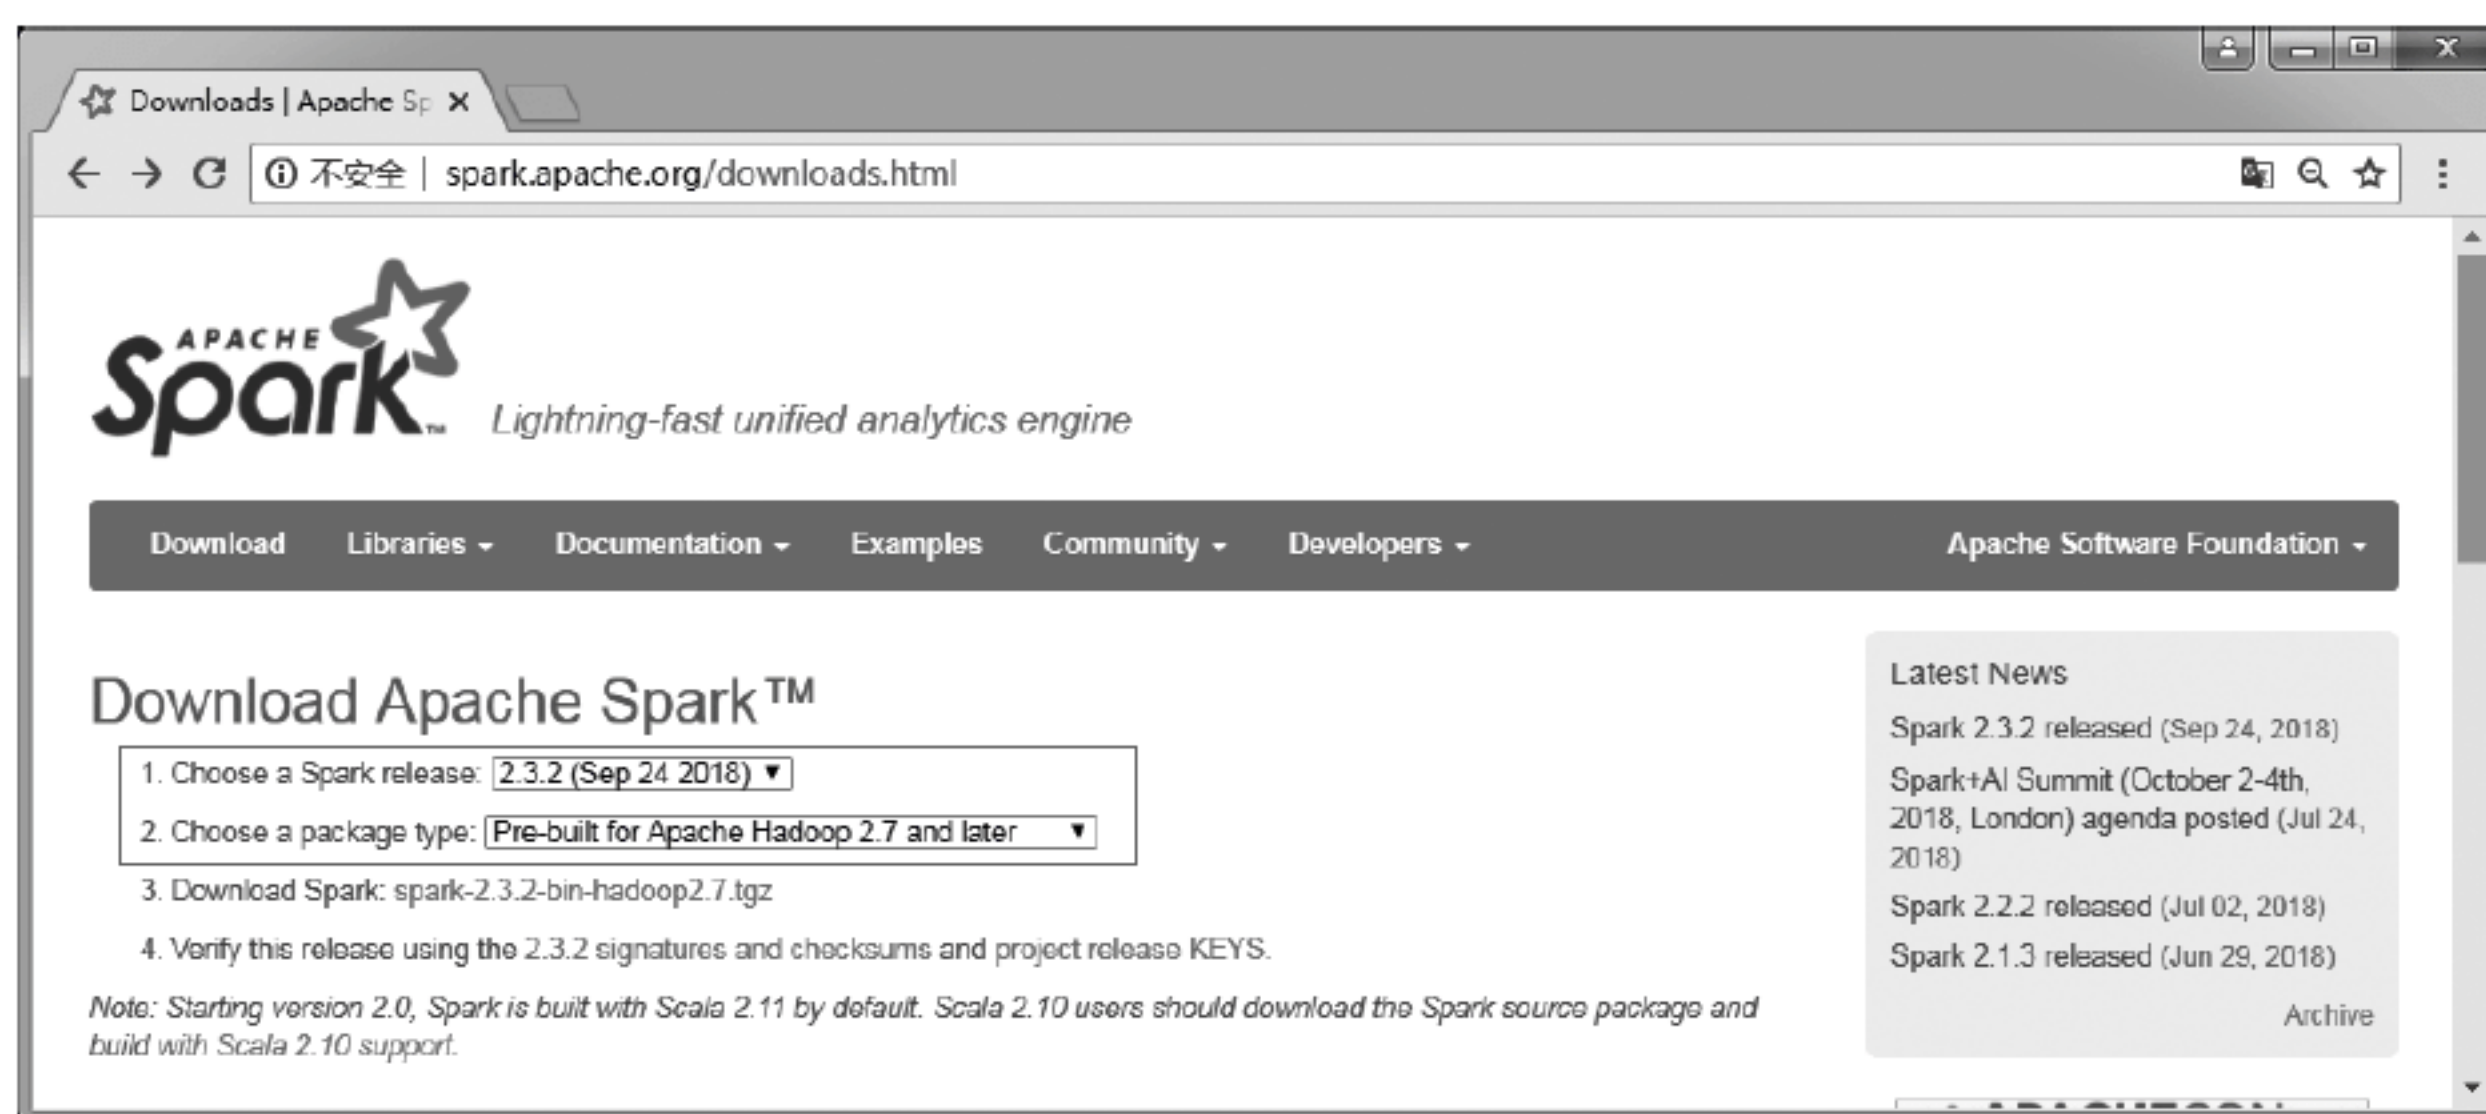 Downloads | Apache Sp
不安全 | spark.apache.org/downloads.html
APACHE
Spark™
Lightning-fast unified analytics engine
Download Libraries Documentation Examples Community Developers Apache Software Foundation
Download Apache Spark™
1. Choose a Spark release: 2.3.2 (Sep 24 2018)
2. Choose a package type: Pre-built for Apache Hadoop 2.7 and later
3. Download Spark: spark-2.3.2-bin-hadoop2.7.tgz
4. Verify this release using the 2.3.2 signatures and checksums and project release KEYS.
Note: Starting version 2.0, Spark is built with Scala 2.11 by default. Scala 2.10 users should download the Spark source package and
build with Scala 2.10 support.
Latest News
Spark 2.3.2 released (Sep 24, 2018)
Spark+AI Summit (October 2-4th,
2018, London) agenda posted (Jul 24,
2018)
Spark 2.2.2 released (Jul 02, 2018)
Spark 2.1.3 released (Jun 29, 2018)
Archive